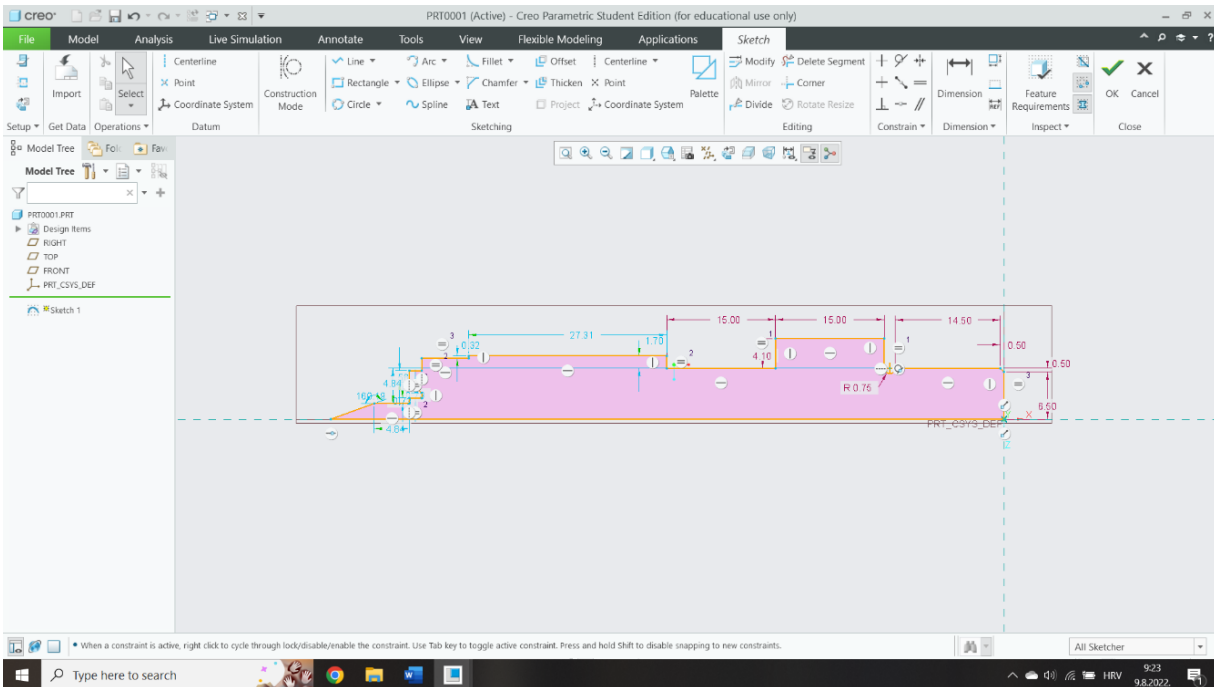 creo®
PRT0001 (Active) - Creo Parametric Student Edition (for educational use only)
File Model Analysis Live Simulation Annotate Tools View Flexible Modeling Applications Sketch
Import Select Centerline Construction Mode Line Arc Fillet Offset Centerline Palette Modify Delete Segment Dimension Feature Requirements OK Cancel
Point Rectangle Ellipse Chamfer Thicken Point Mirror Corner
Coordinate System Circle Spline Text Project Coordinate System Divide Rotate Resize REF
Setup Get Data Operations Datum Sketching Editing Constrain Dimension Inspect Close
Model Tree Fol Fav
Model Tree
PRT0001.PRT
Design Items
RIGHT
TOP
FRONT
PRT_CSYS_DEF
Sketch 1
15.00 15.00 14.50
27.31 1.70 0.50
0.32
4.10 0.50
4.84 R 0.75
6.50
4.84
PRT_CSYS_DEF X
Z
• When a constraint is active, right click to cycle through lock/disable/enable the constraint. Use Tab key to toggle active constraint. Press and hold Shift to disable snapping to new constraints.
All Sketcher
Type here to search
HRV
9:23
9.8.2022.